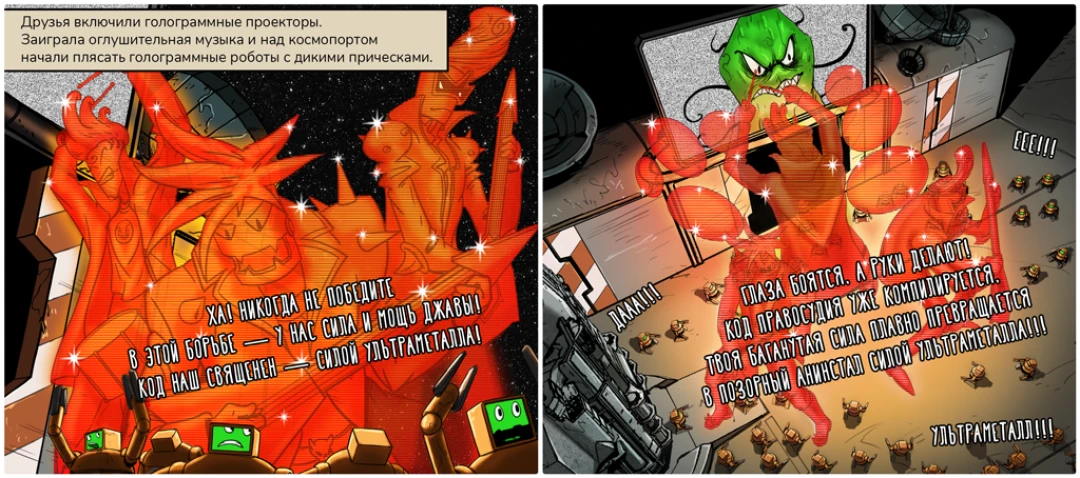 Друзья включили голограммные проекторы.
Заиграла оглушительная музыка и над космопортом
начали плясать голограммные роботы с дикими прическами.
ХА! НИКОГДА НЕ ПОБЕДИТЕ
В ЭТОЙ БОРЬБЕ — У НАС СИЛА И МОЩЬ ДЖАВЫ!
КОД НАШ СВЯЩЕНЕН — СИЛОЙ УЛЬТРАМЕТАЛЛА!
ЕЕЕ!!!
ДАААА!!!
ГЛАЗА БОЯТСЯ. А РУКИ ДЕЛАЮТ!
КОД ПРАВОСУДИЯ УЖЕ КОМПИЛИРУЕТСЯ.
ТВОЯ БАГАНУТАЯ СИЛА ПЛАВНО ПРЕВРАЩАЕТСЯ
В ПОЗОРНЫЙ АНИНСТАЛ СИЛОЙ УЛЬТРАМЕТАЛЛА!!!
УЛЬТРАМЕТАЛЛ!!!